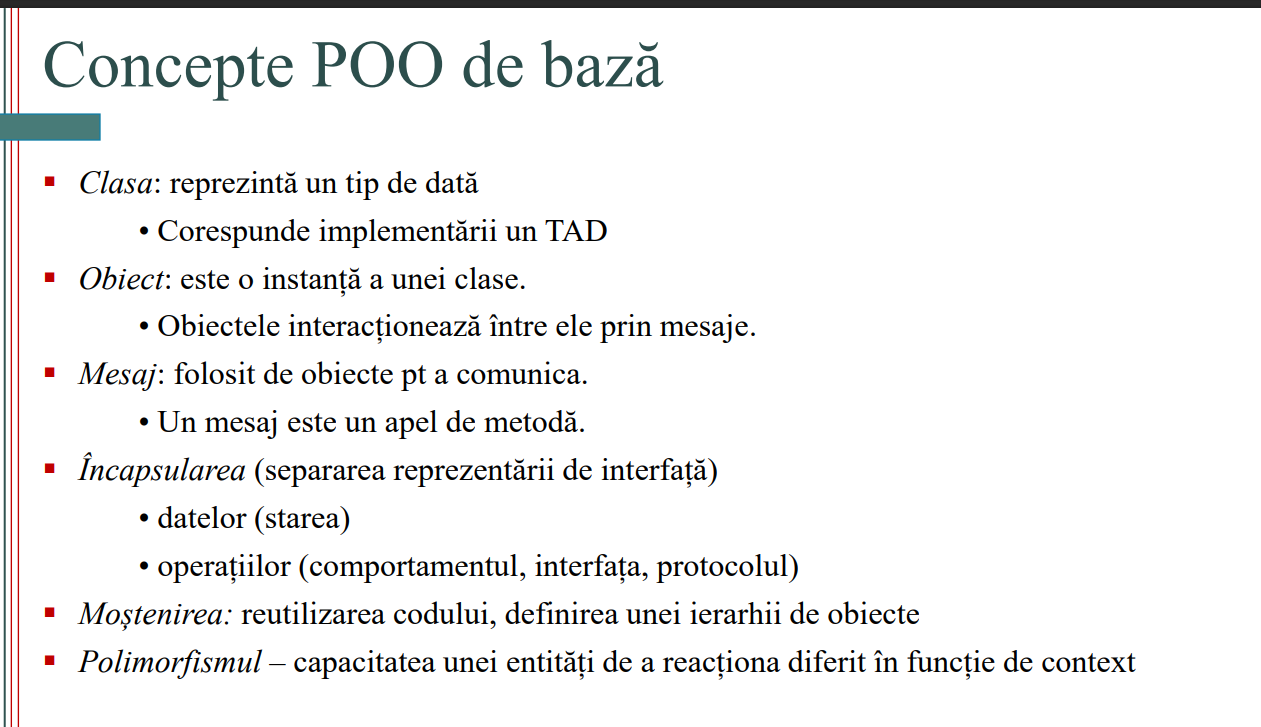 Concepte POO de bază
▪ Clasa: reprezintă un tip de dată
• Corespunde implementării un TAD
▪ Obiect: este o instanță a unei clase.
• Obiectele interacționează între ele prin mesaje.
▪ Mesaj: folosit de obiecte pt a comunica.
• Un mesaj este un apel de metodă.
▪ Încapsularea (separarea reprezentării de interfață)
• datelor (starea)
• operațiilor (comportamentul, interfața, protocolul)
▪ Moștenirea: reutilizarea codului, definirea unei ierarhii de obiecte
▪ Polimorfismul – capacitatea unei entități de a reacționa diferit în funcție de context